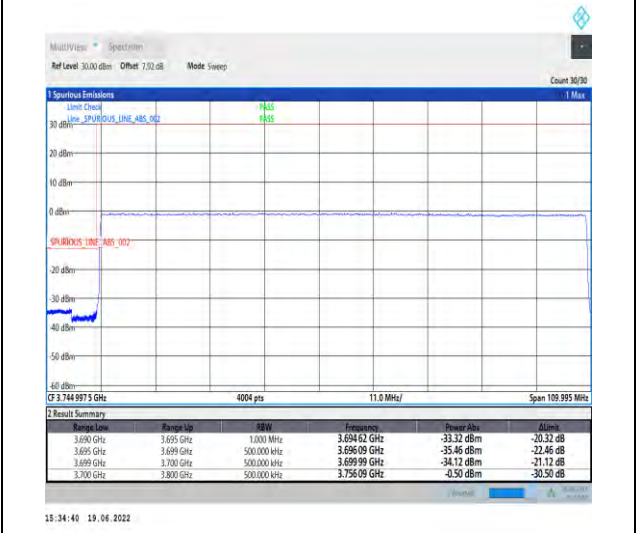 MultiView Spectrum
Ref Level 30.00 dBm Offset 7.92 dB Mode Sweep
Count 30/30
1 Spurious Emissions 1 Max
Limit Check PASS
Line _SPURIOUS_LINE_ABS_002 PASS
30 dBm
20 dBm
10 dBm
0 dBm
SPURIOUS_LINE_ABS_002
-20 dBm
-30 dBm
-40 dBm
-50 dBm
-60 dBm
CF 3.744 997 5 GHz 4004 pts 11.0 MHz/ Span 109.995 MHz
2 Result Summary
Range Low Range Up RBW Frequency Power Abs ΔLimit
3.690 GHz 3.695 GHz 1.000 MHz 3.694 62 GHz -33.32 dBm -20.32 dB
3.695 GHz 3.699 GHz 500.000 kHz 3.696 09 GHz -35.46 dBm -22.46 dB
3.699 GHz 3.700 GHz 500.000 kHz 3.699 99 GHz -34.12 dBm -21.12 dB
3.700 GHz 3.800 GHz 500.000 kHz 3.756 09 GHz -0.50 dBm -30.50 dB
15:34:40 19.06.2022